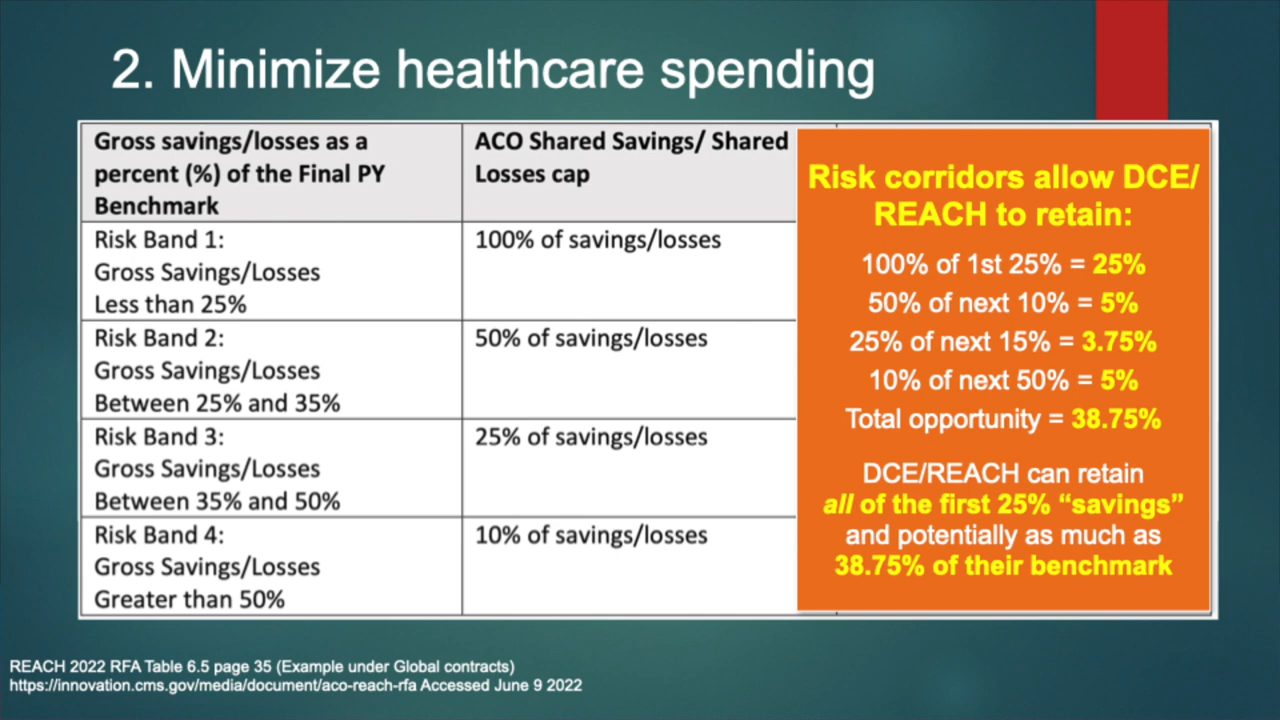 2. Minimize healthcare spending
Gross savings/losses as a
percent (%) of the Final PY
Benchmark
ACO Shared Savings/ Shared
Losses cap
Risk Band 1:
Gross Savings/Losses
Less than 25%
100% of savings/losses
Risk Band 2:
Gross Savings/Losses
Between 25% and 35%
50% of savings/losses
Risk Band 3:
Gross Savings/Losses
Between 35% and 50%
25% of savings/losses
Risk Band 4:
Gross Savings/Losses
Greater than 50%
10% of savings/losses
Risk corridors allow DCE/
REACH to retain:
100% of 1st 25% = 25%
50% of next 10% = 5%
25% of next 15% = 3.75%
10% of next 50% = 5%
Total opportunity = 38.75%
DCE/REACH can retain
all of the first 25% “savings”
and potentially as much as
38.75% of their benchmark
REACH 2022 RFA Table 6.5 page 35 (Example under Global contracts)
https://innovation.cms.gov/media/document/aco-reach-rfa Accessed June 9 2022